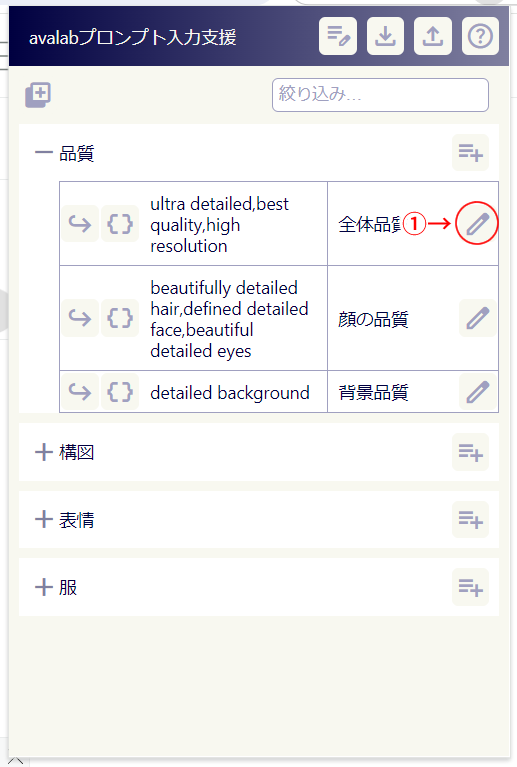 avalabプロンプト入力支援
絞り込み...
品質
ultra detailed,best
quality,high
resolution
全体品質
①
beautifully detailed
hair,defined detailed
face,beautiful
detailed eyes
顔の品質
detailed background
背景品質
構図
表情
服